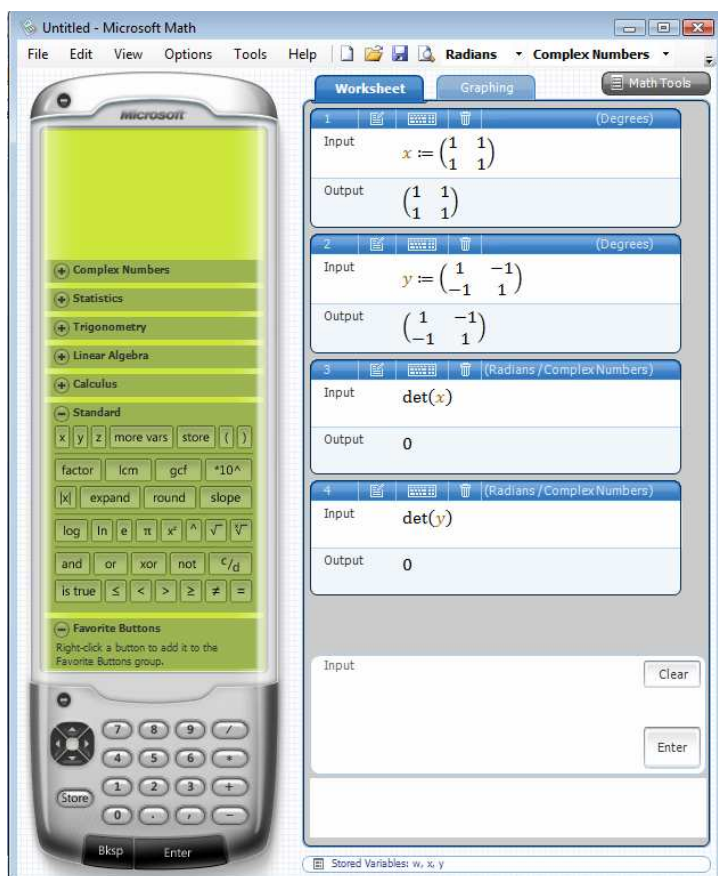 Untitled - Microsoft Math
File Edit View Options Tools Help Radians Complex Numbers
Microsoft
Complex Numbers
Statistics
Trigonometry
Linear Algebra
Calculus
Standard
x y z more vars store ( )
factor lcm gcf *10^
|x| expand round slope
log ln e π xᶜ ^ √
and or xor not c/d
is true ≤ < > ≥ ≠ =
Favorite Buttons
Right-click a button to add it to the
Favorite Buttons group.
7 8 9 /
4 5 6 *
Store 1 2 3 +
0 . , −
Bksp Enter
Worksheet Graphing Math Tools
1 (Degrees)
Input x := (1 1
1 1)
Output (1 1
1 1)
2 (Degrees)
Input y := (1 −1
−1 1)
Output (1 −1
−1 1)
3 (Radians / Complex Numbers)
Input det(x)
Output 0
4 (Radians / Complex Numbers)
Input det(y)
Output 0
Input Clear
Enter
Stored Variables: w, x, y